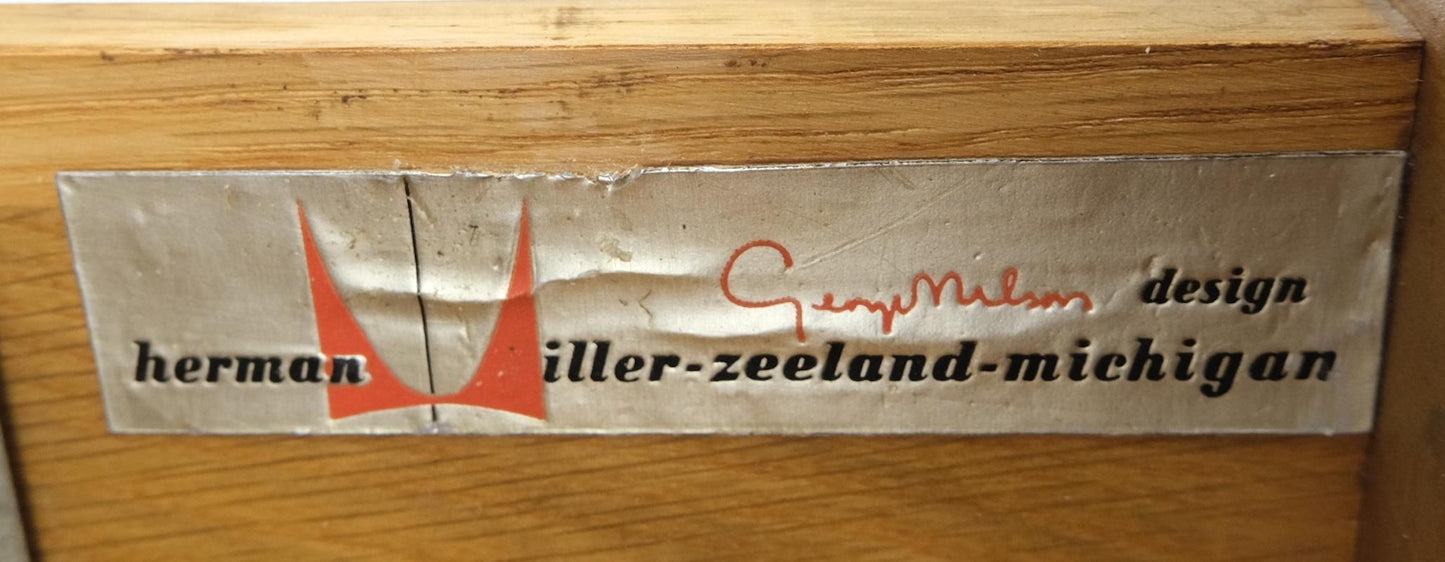 George Nelson design
herman miller-zeeland-michigan